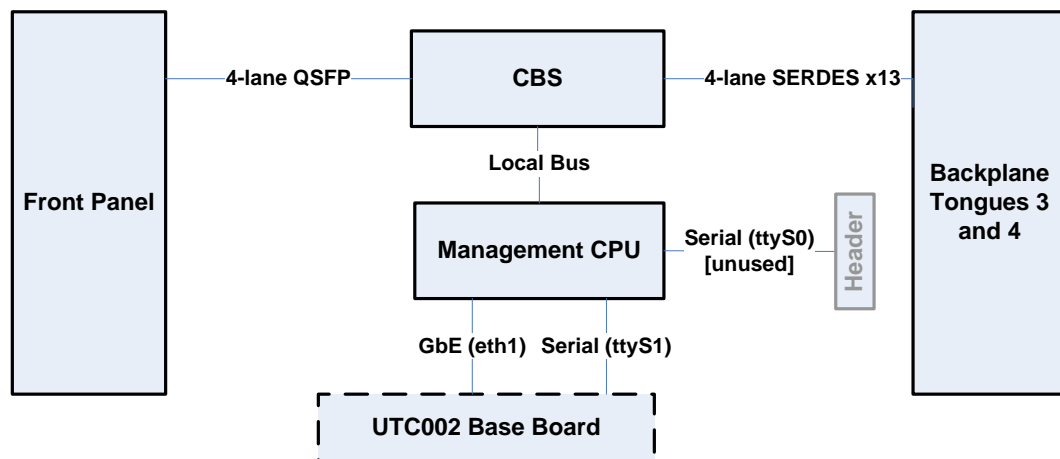 4-lane QSFP
CBS
4-lane SERDES x13
Local Bus
Front Panel
Backplane
Tongues 3
and 4
Management CPU
Serial (ttyS0)
[unused]
Header
GbE (eth1)
Serial (ttyS1)
UTC002 Base Board